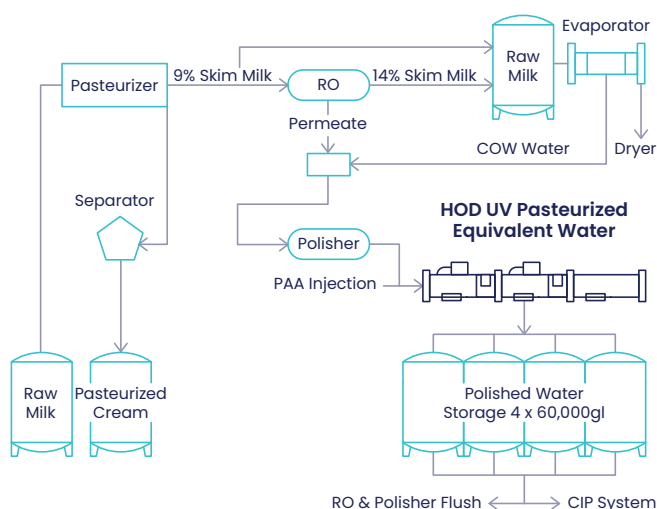 Evaporator
9% Skim Milk
14% Skim Milk
Raw
Milk
Pasteurizer
RO
Permeate
COW Water
Dryer
Separator
HOD UV Pasteurized
Equivalent Water
Polisher
PAA Injection
Raw
Milk
Pasteurized
Cream
Polished Water
Storage 4 x 60,000gl
RO & Polisher Flush
CIP System